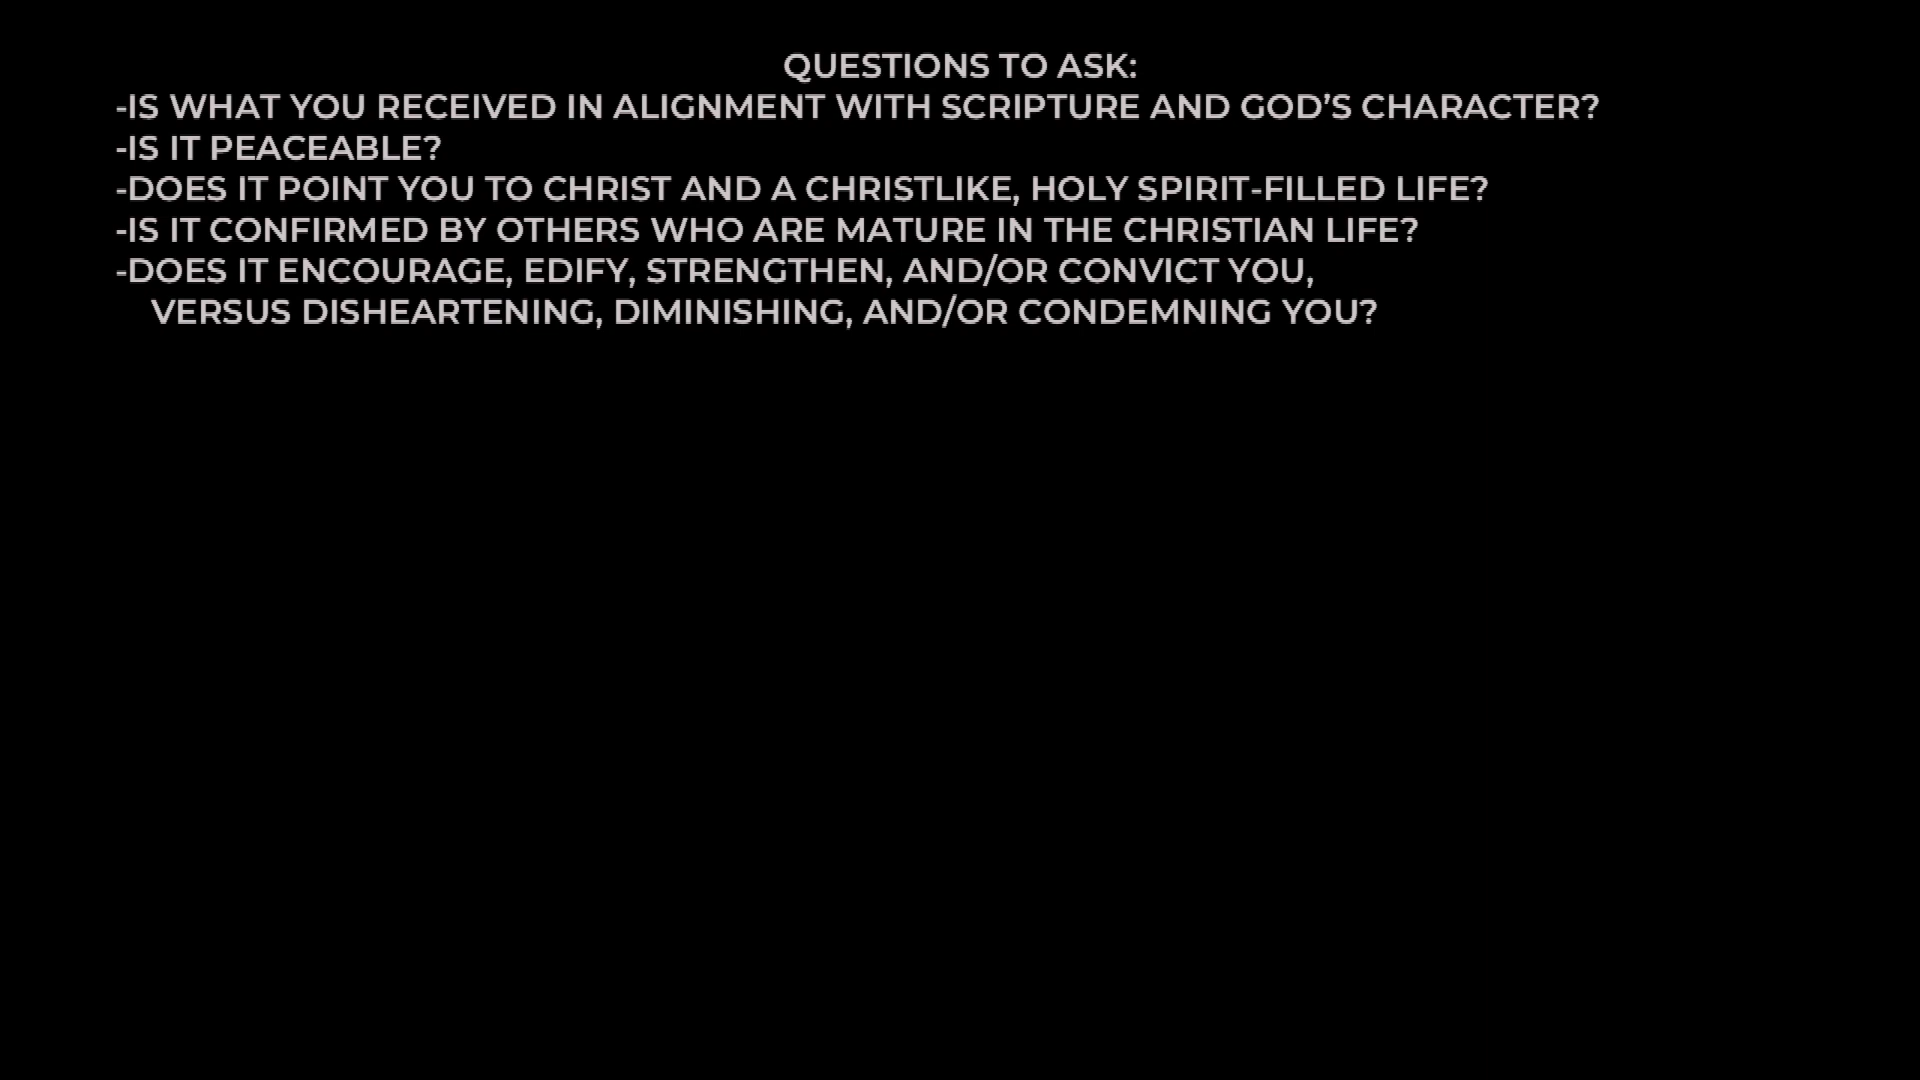 QUESTIONS TO ASK:
-IS WHAT YOU RECEIVED IN ALIGNMENT WITH SCRIPTURE AND GOD’S CHARACTER?
-IS IT PEACEABLE?
-DOES IT POINT YOU TO CHRIST AND A CHRISTLIKE, HOLY SPIRIT-FILLED LIFE?
-IS IT CONFIRMED BY OTHERS WHO ARE MATURE IN THE CHRISTIAN LIFE?
-DOES IT ENCOURAGE, EDIFY, STRENGTHEN, AND/OR CONVICT YOU,
VERSUS DISHEARTENING, DIMINISHING, AND/OR CONDEMNING YOU?